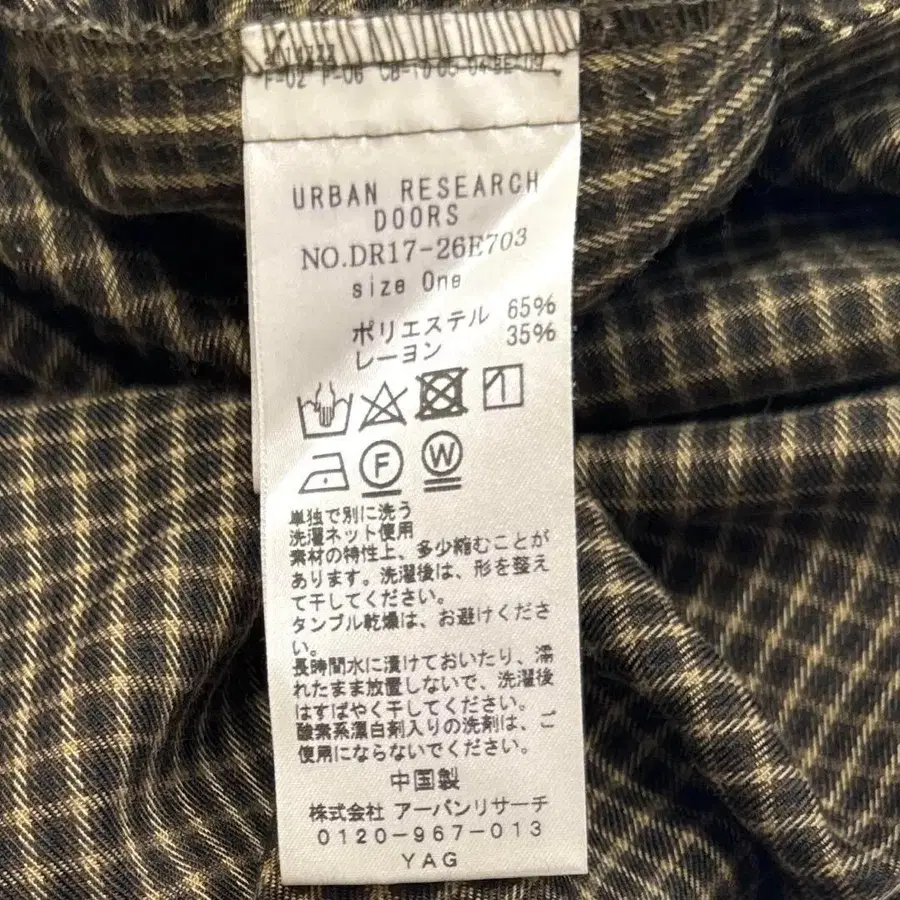 URBAN RESEARCH
DOORS
NO.DR17-26E703
size One
ポリエステル 65%
レーヨン 35%
F
W
単独で別に洗う
洗濯ネット使用
素材の特性上、多少縮むことが
あります。洗濯後は、形を整え
て干してください。
タンブル乾燥は、お避けくださ
い。
長時間水に漬けておいたり、濡
れたまま放置しないで、洗濯後
はすばやく干してください。
酸素系漂白剤入りの洗剤は、ご
使用にならないでください。
中国製
株式会社 アーバンリサーチ
0120-967-013
YAG